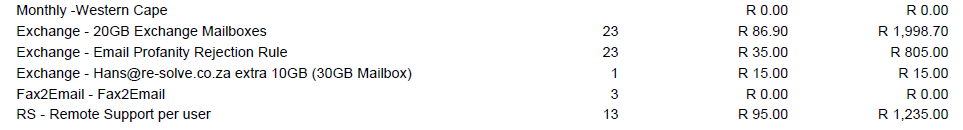 Monthly -Western Cape R 0.00 R 0.00
Exchange - 20GB Exchange Mailboxes 23 R 86.90 R 1,998.70
Exchange - Email Profanity Rejection Rule 23 R 35.00 R 805.00
Exchange - Hans@re-solve.co.za extra 10GB (30GB Mailbox) 1 R 15.00 R 15.00
Fax2Email - Fax2Email 3 R 0.00 R 0.00
RS - Remote Support per user 13 R 95.00 R 1,235.00